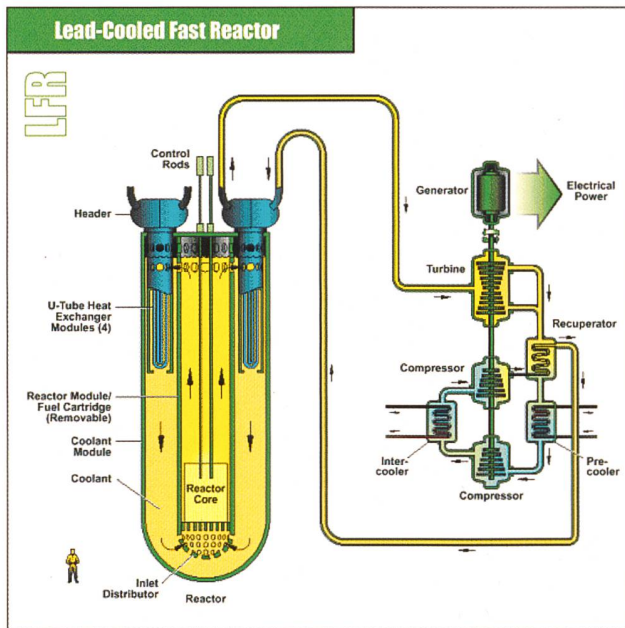 Lead-Cooled Fast Reactor
LFR
Control
Rods
Header
U-Tube Heat
Exchanger
Modules (4)
Reactor Module/
Fuel Cartridge
(Removable)
Coolant
Module
Coolant
Reactor
Core
Inlet
Distributor
Reactor
Generator
Electrical
Power
Turbine
Recuperator
Compressor
Inter-
cooler
Compressor
Pre-
cooler